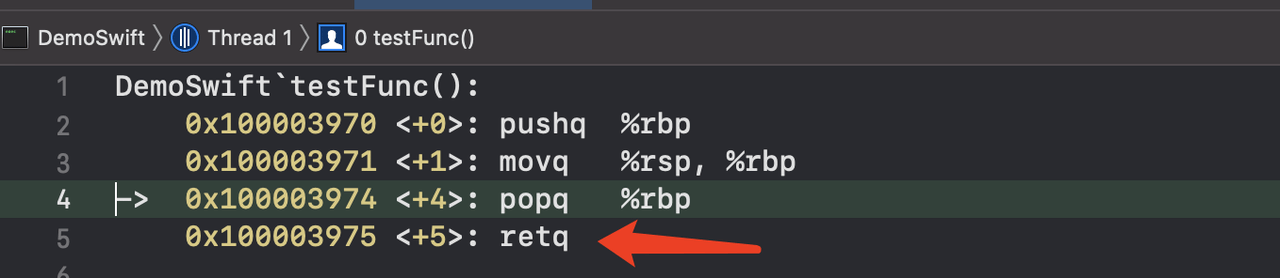 DemoSwift Thread 1 0 testFunc()
1 DemoSwift`testFunc():
2 0x100003970 <+0>: pushq %rbp
3 0x100003971 <+1>: movq %rsp, %rbp
4 -> 0x100003974 <+4>: popq %rbp
5 0x100003975 <+5>: retq
6